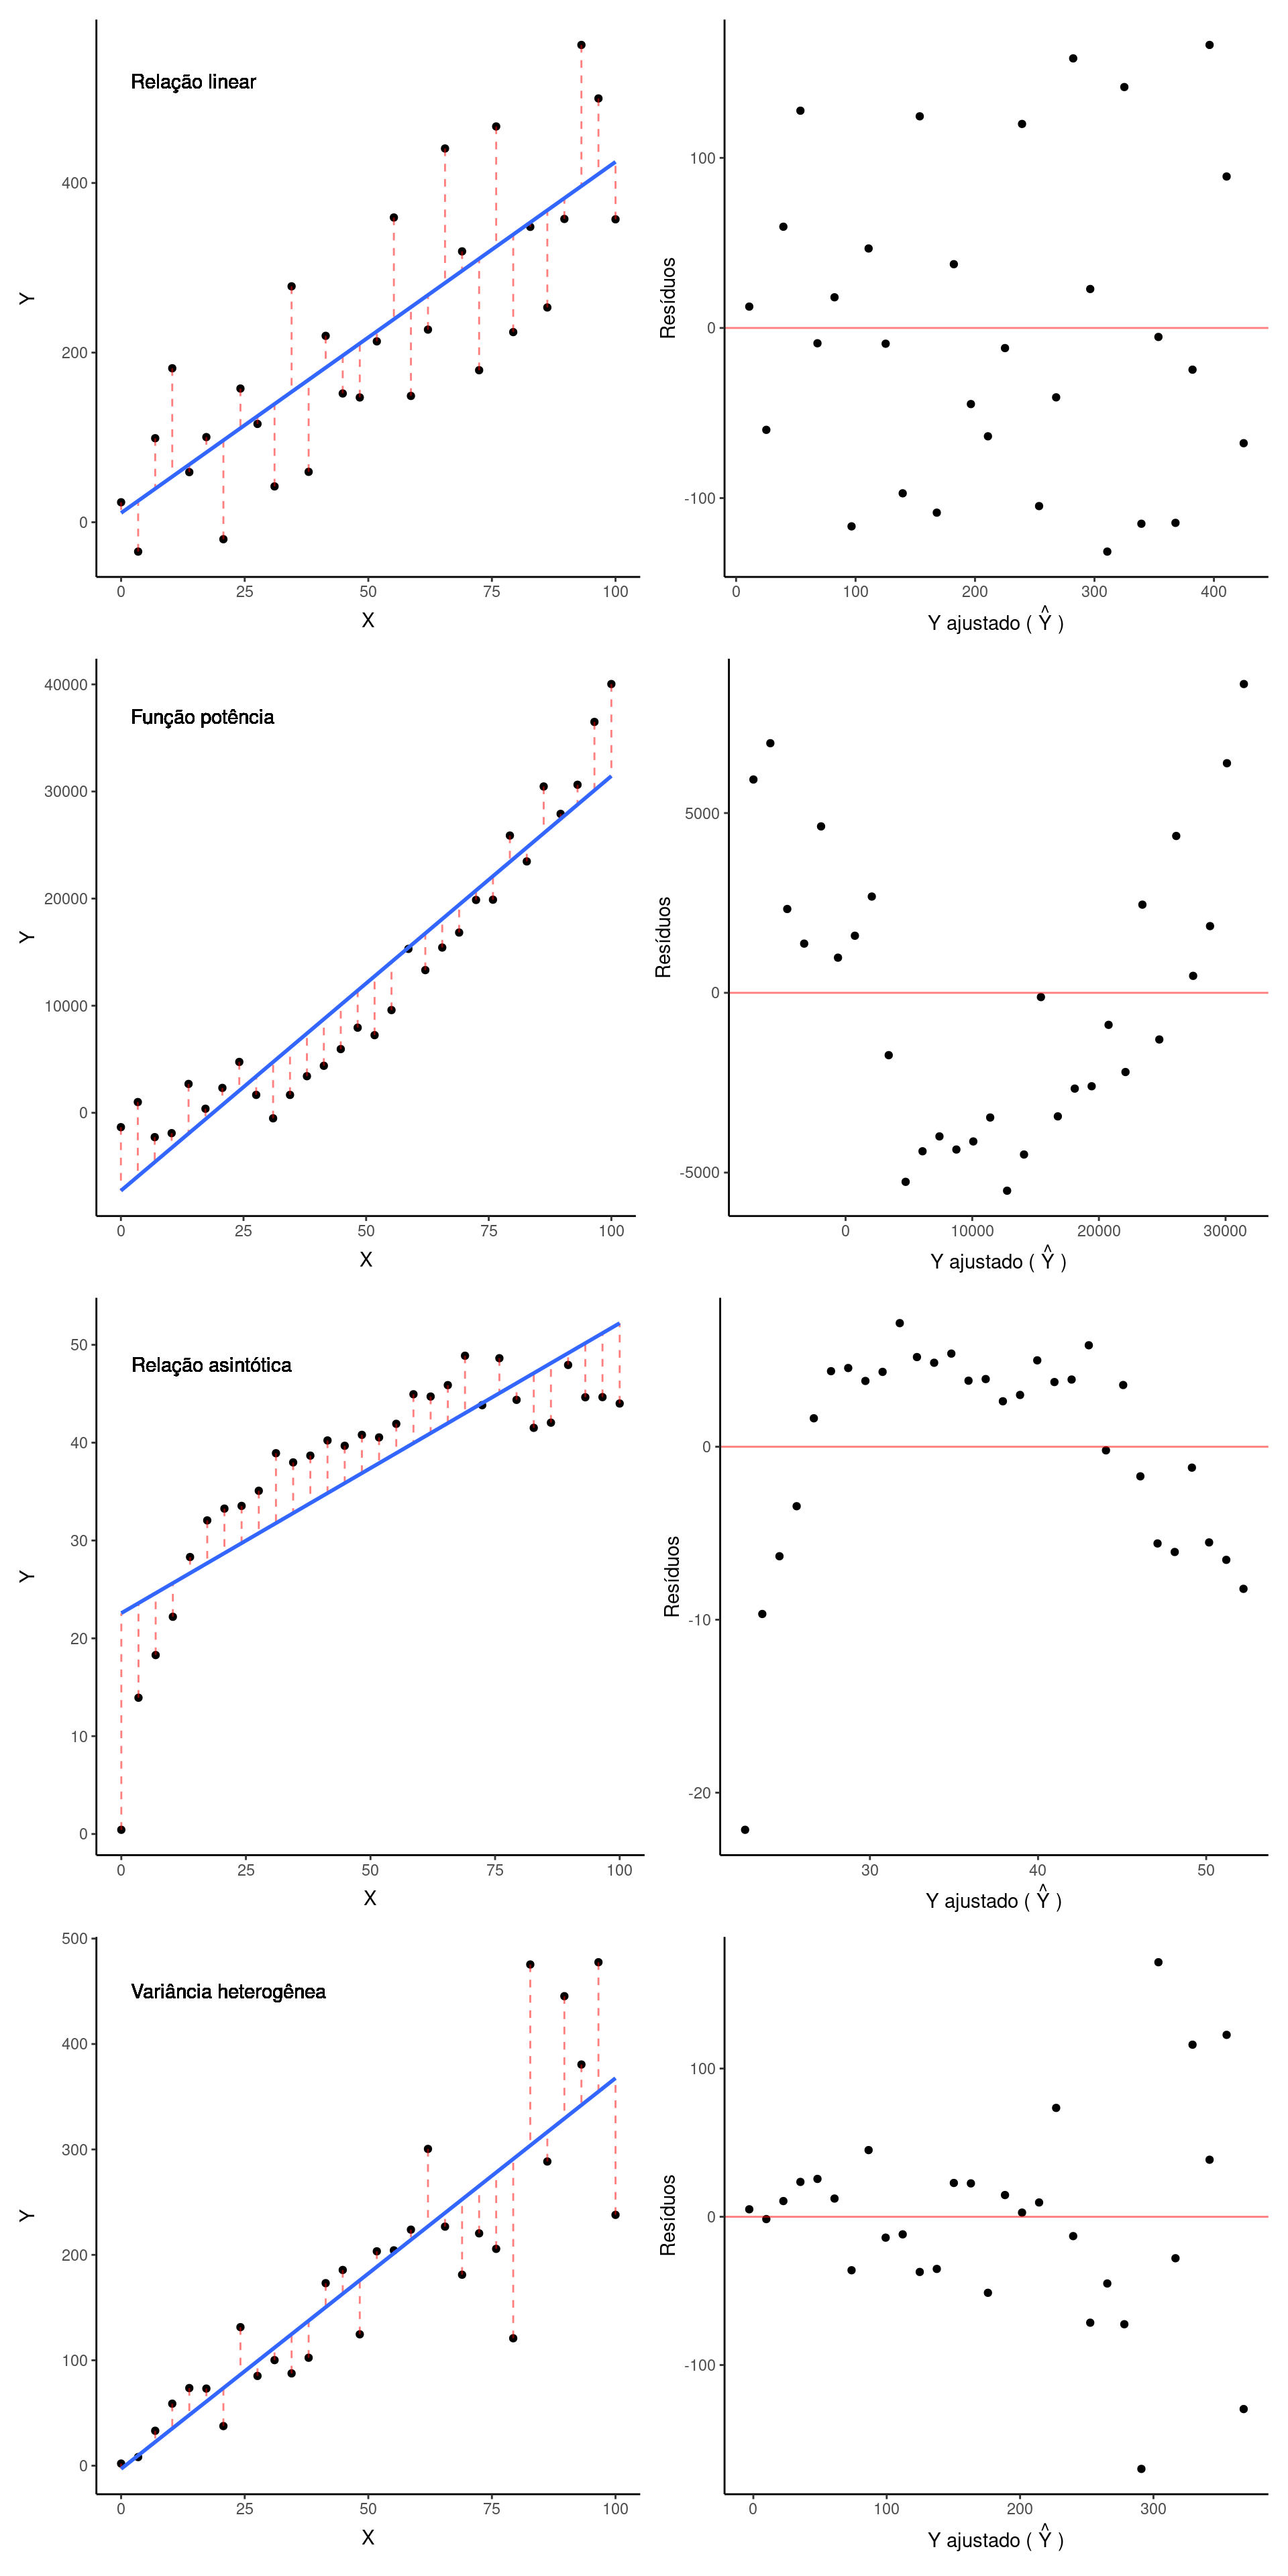 Relação linear
Y
400
200
0
0 25 50 75 100
X
Resíduos
100
0
-100
0 100 200 300 400
Y ajustado ( Ŷ )
Função potência
Y
40000
30000
20000
10000
0
0 25 50 75 100
X
Resíduos
5000
0
-5000
0 10000 20000 30000
Y ajustado ( Ŷ )
Relação asintótica
Y
50
40
30
20
10
0
0 25 50 75 100
X
Resíduos
0
-10
-20
30 40 50
Y ajustado ( Ŷ )
Variância heterogênea
Y
500
400
300
200
100
0
0 25 50 75 100
X
Resíduos
100
0
-100
0 100 200 300
Y ajustado ( Ŷ )